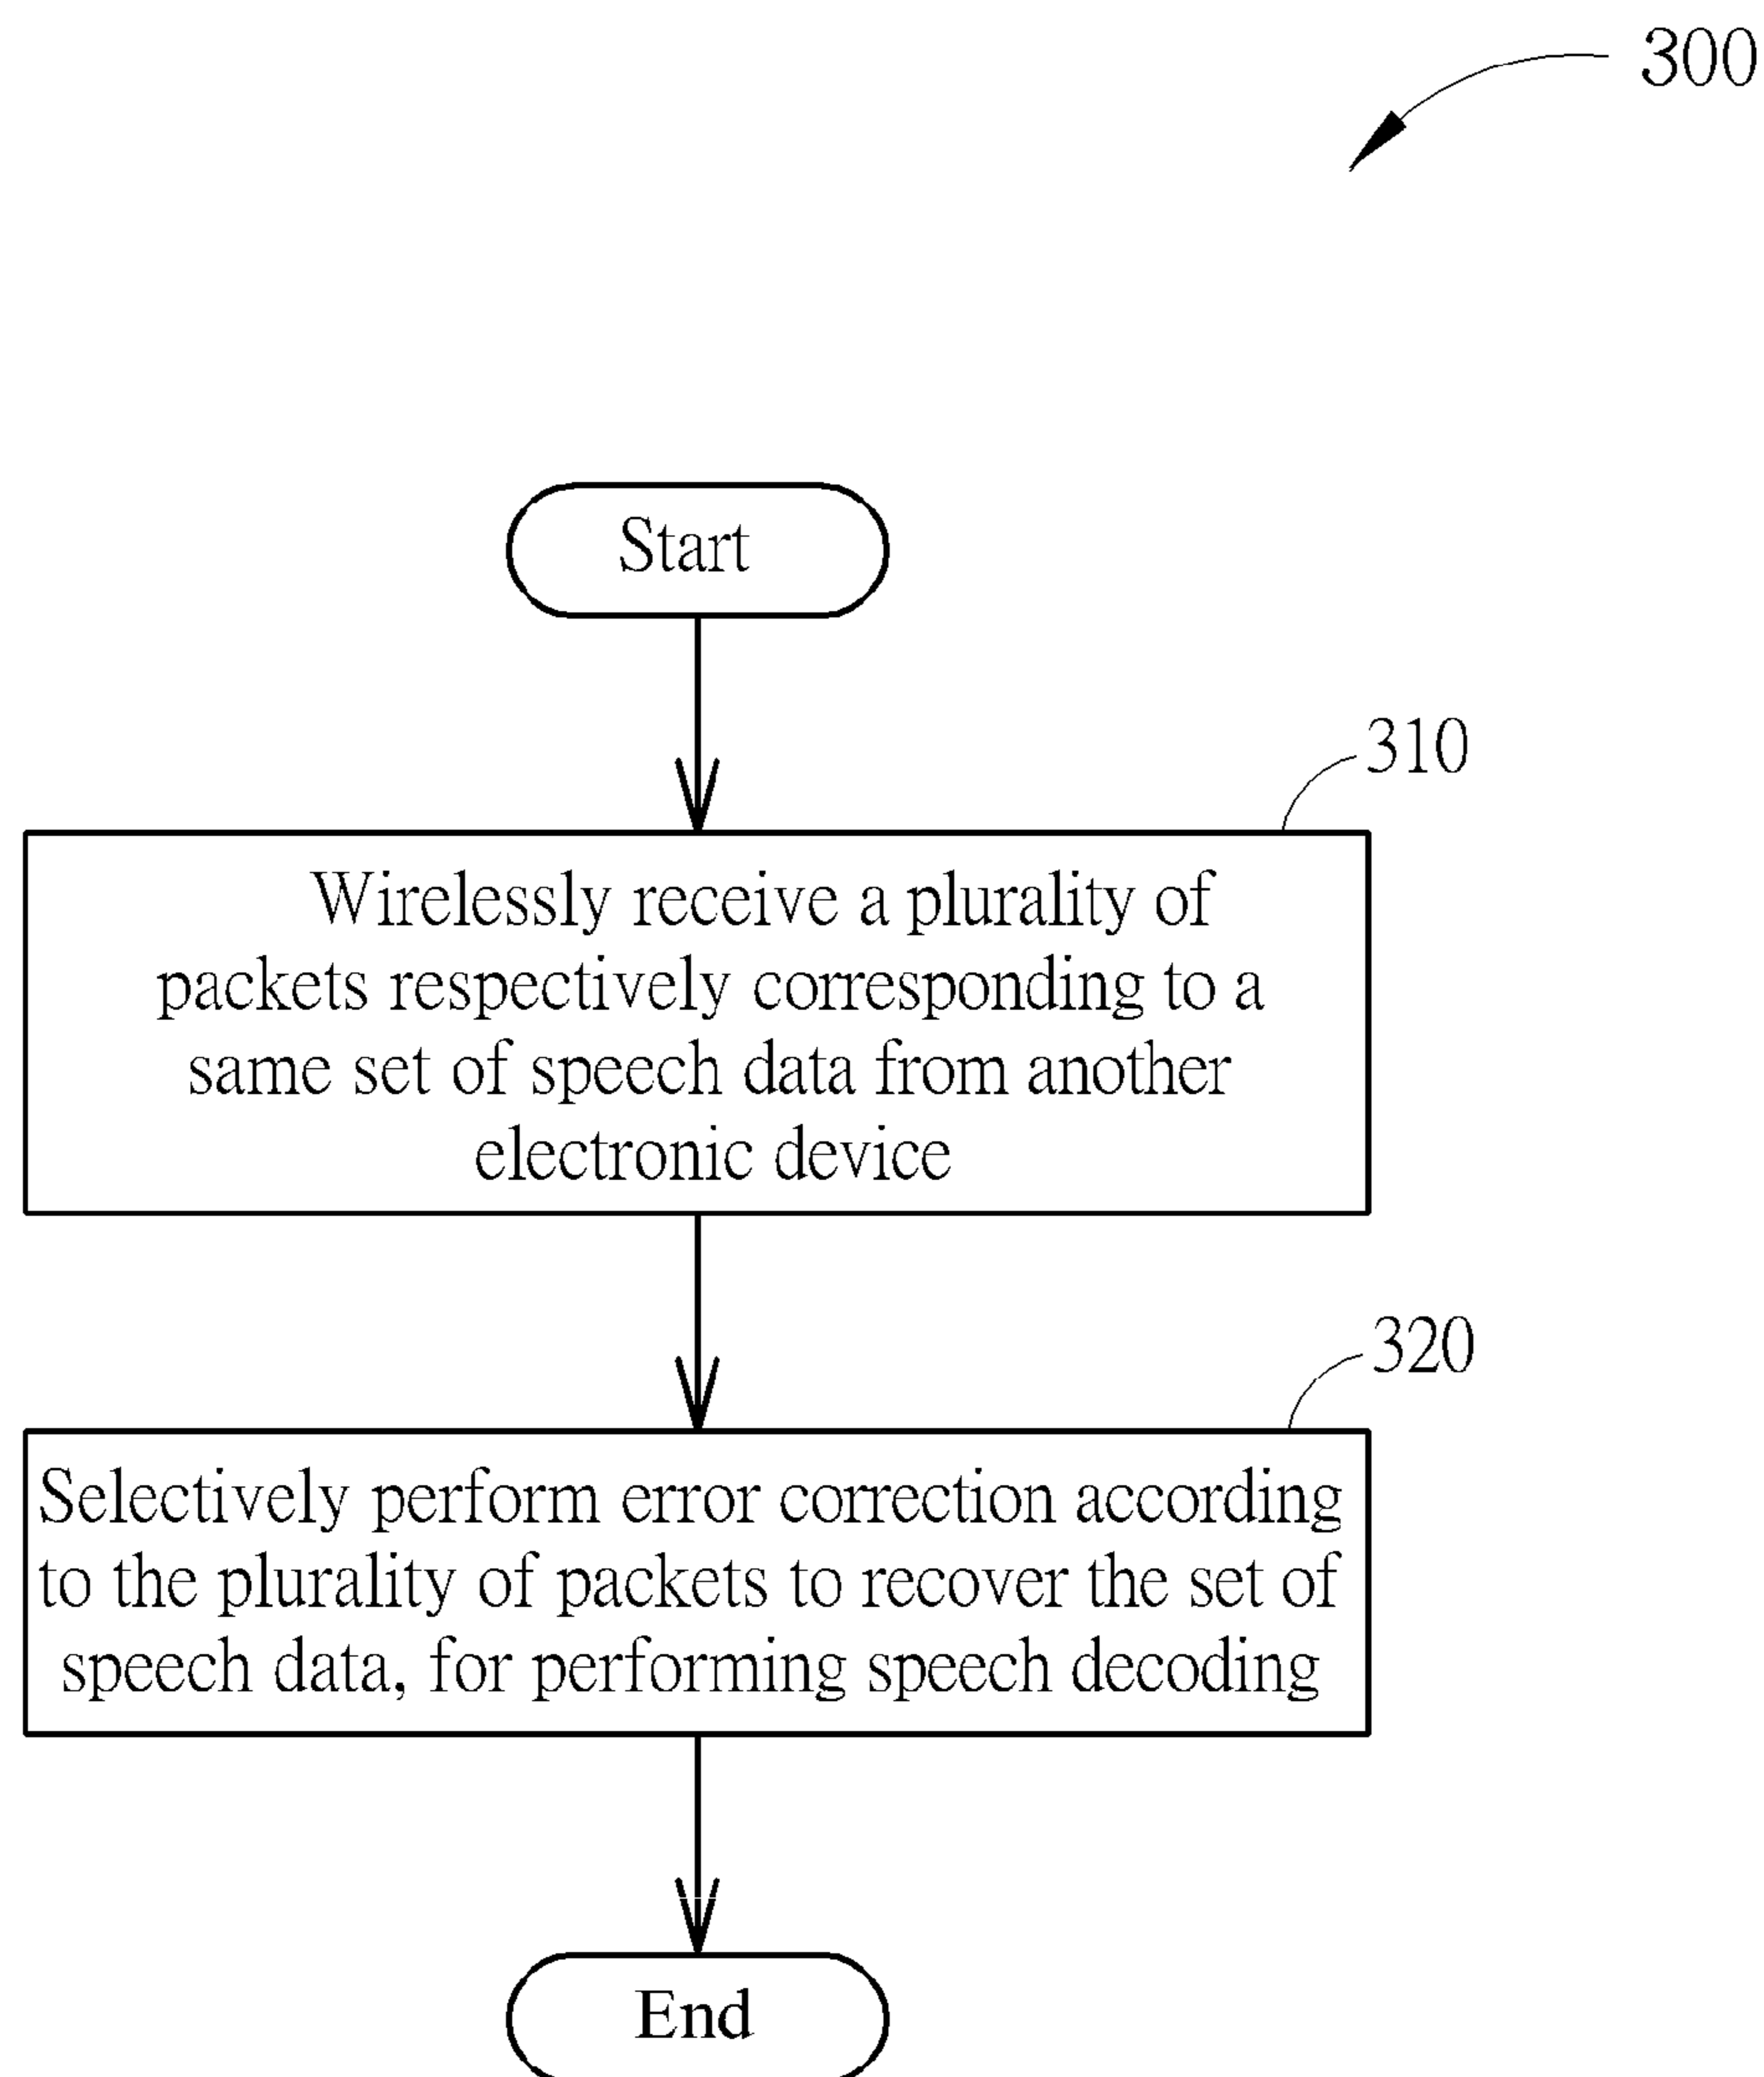 300
Start
310
Wirelessly receive a plurality of
packets respectively corresponding to a
same set of speech data from another
electronic device
320
Selectively perform error correction according
to the plurality of packets to recover the set of
speech data, for performing speech decoding
End